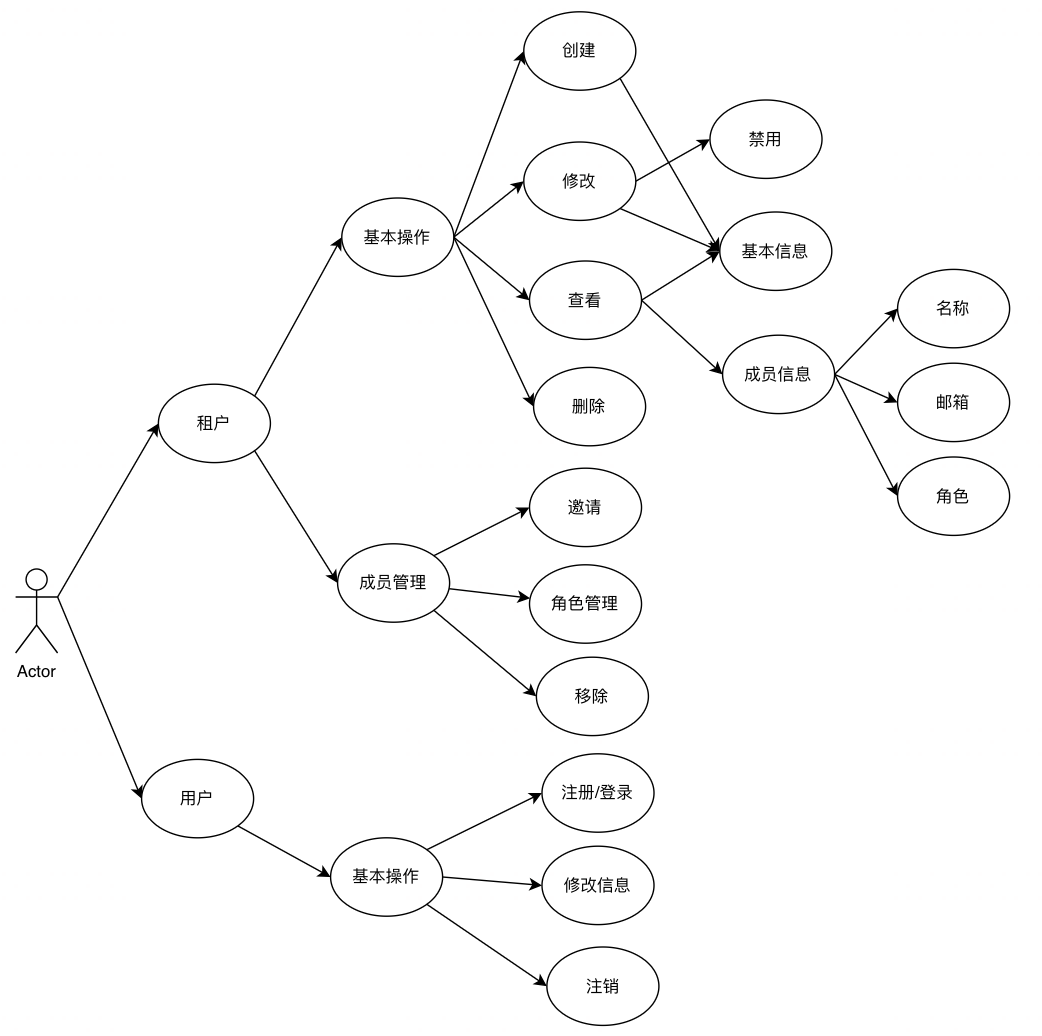 创建
禁用
修改
基本操作
基本信息
查看
名称
成员信息
邮箱
删除
租户
角色
邀请
成员管理
角色管理
Actor
移除
注册/登录
用户
基本操作
修改信息
注销